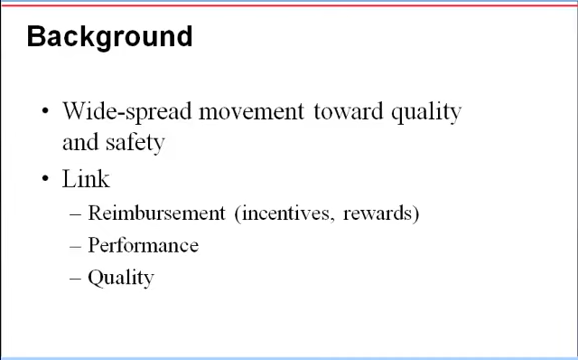 Background
• Wide-spread movement toward quality
and safety
• Link
– Reimbursement (incentives, rewards)
– Performance
– Quality